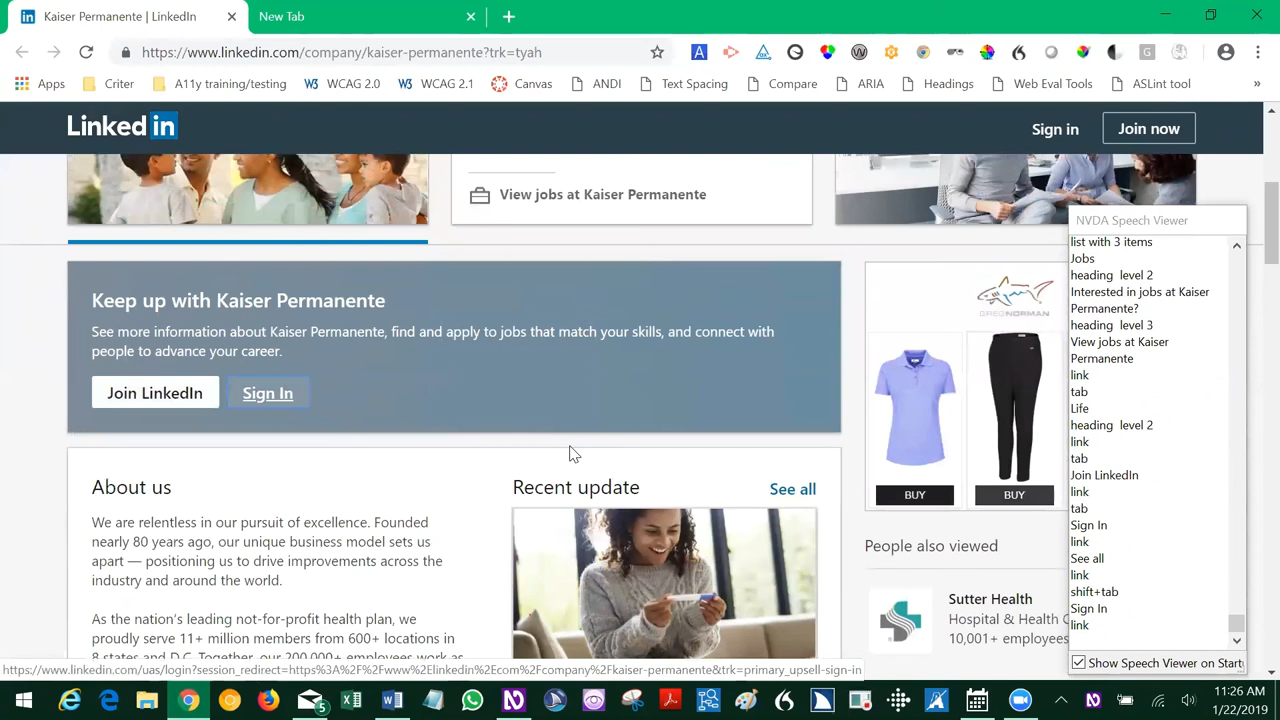 Kaiser Permanente | LinkedIn
New Tab
https://www.linkedin.com/company/kaiser-permanente?trk=tyah
Apps
Criter
A11y training/testing
W3 WCAG 2.0
W3 WCAG 2.1
Canvas
ANDI
Text Spacing
Compare
ARIA
Headings
Web Eval Tools
ASLint tool
»
Linked in
Sign in
Join now
View jobs at Kaiser Permanente
Keep up with Kaiser Permanente
See more information about Kaiser Permanente, find and apply to jobs that match your skills, and connect with
people to advance your career.
Join LinkedIn
Sign In
About us
We are relentless in our pursuit of excellence. Founded
nearly 80 years ago, our unique business model sets us
apart — positioning us to drive improvements across the
industry and around the world.
As the nation's leading not-for-profit health plan, we
proudly serve 11+ million members from 600+ locations in
8 states and D.C. Together, our 200,000+ employees work
Recent update
See all
GREG NORMAN
BUY
BUY
People also viewed
Sutter Health
Hospital & Health C
10,001+ employees
NVDA Speech Viewer
list with 3 items
Jobs
heading level 2
Interested in jobs at Kaiser
Permanente?
heading level 3
View jobs at Kaiser
Permanente
link
tab
Life
heading level 2
link
tab
Join LinkedIn
link
tab
Sign In
link
See all
link
shift+tab
Sign In
link
Show Speech Viewer on Start
https://www.linkedin.com/uas/login?session_redirect=https%3A%2F%2Fwww%2Elinkedin%2Ecom%2Fcompany%2Fkaiser-permanente&trk=primary_upsell-sign-in
5
11:26 AM
1/22/2019